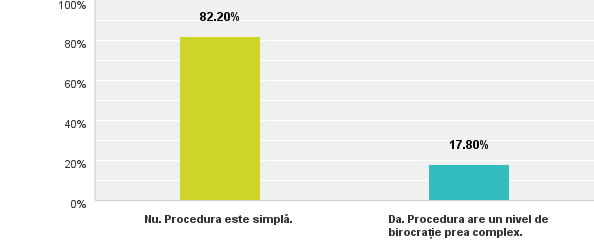 100%
82.20%
80%
60%
40%
17.80%
20%
0%
Nu. Procedura este simplă.
Da. Procedura are un nivel de
birocrație prea complex.